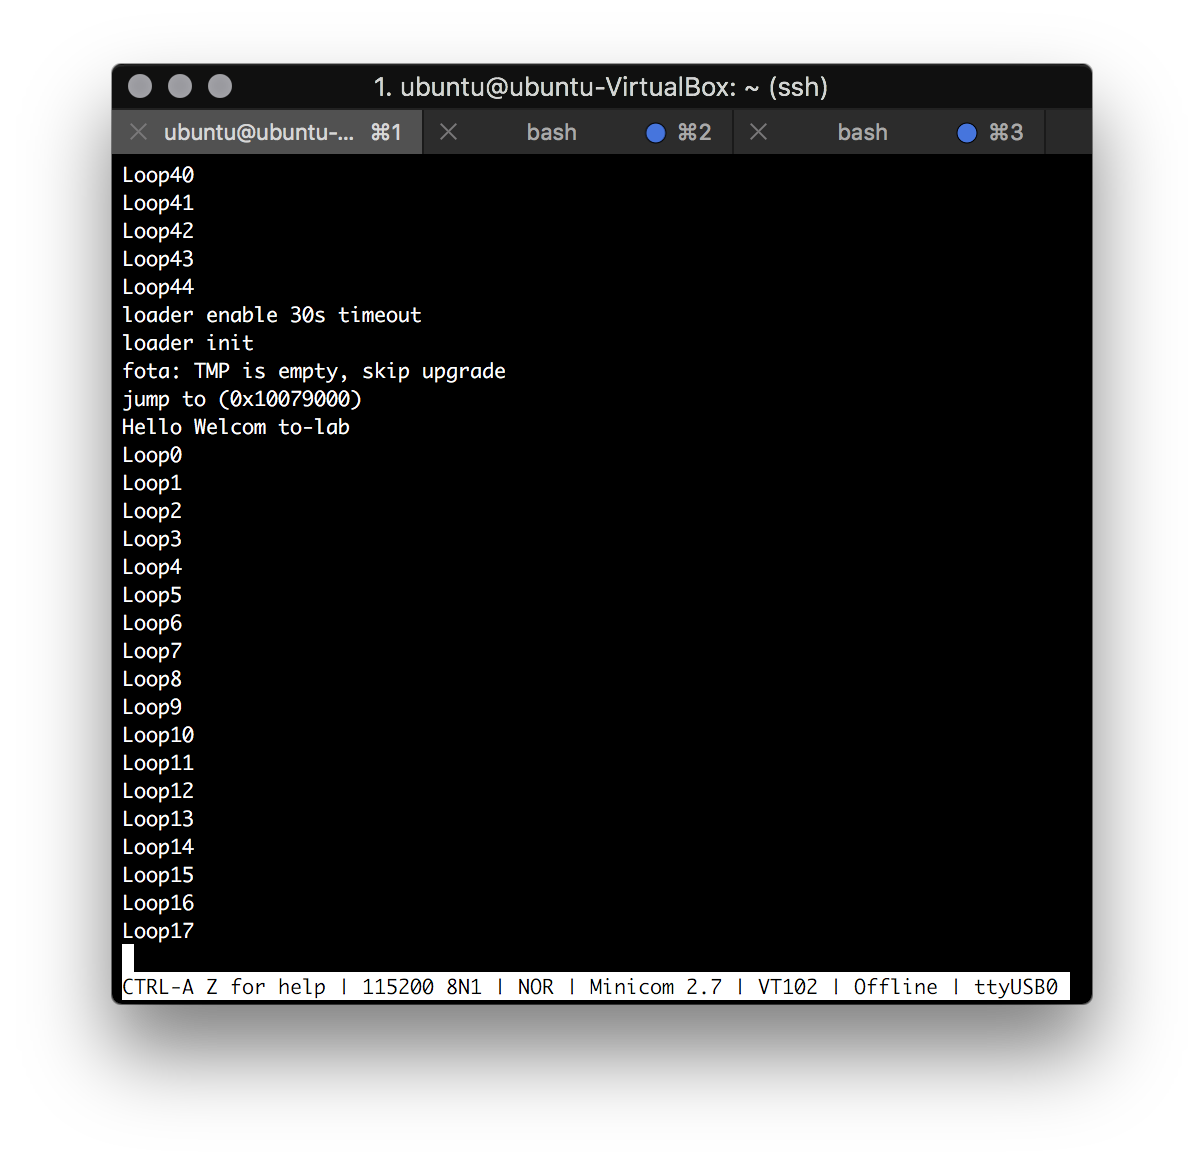 1. ubuntu@ubuntu-VirtualBox: ~ (ssh)
ubuntu@ubuntu-... ⌘1 bash ⌘2 bash ⌘3
Loop40
Loop41
Loop42
Loop43
Loop44
loader enable 30s timeout
loader init
fota: TMP is empty, skip upgrade
jump to (0x10079000)
Hello Welcom to-lab
Loop0
Loop1
Loop2
Loop3
Loop4
Loop5
Loop6
Loop7
Loop8
Loop9
Loop10
Loop11
Loop12
Loop13
Loop14
Loop15
Loop16
Loop17
CTRL-A Z for help | 115200 8N1 | NOR | Minicom 2.7 | VT102 | Offline | ttyUSB0